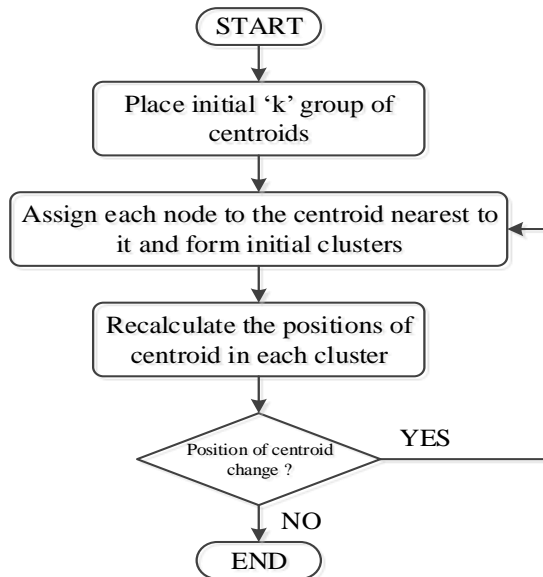 START
Place initial ‘k’ group of
centroids
Assign each node to the centroid nearest to
it and form initial clusters
Recalculate the positions of
centroid in each cluster
Position of centroid
change ?
YES
NO
END